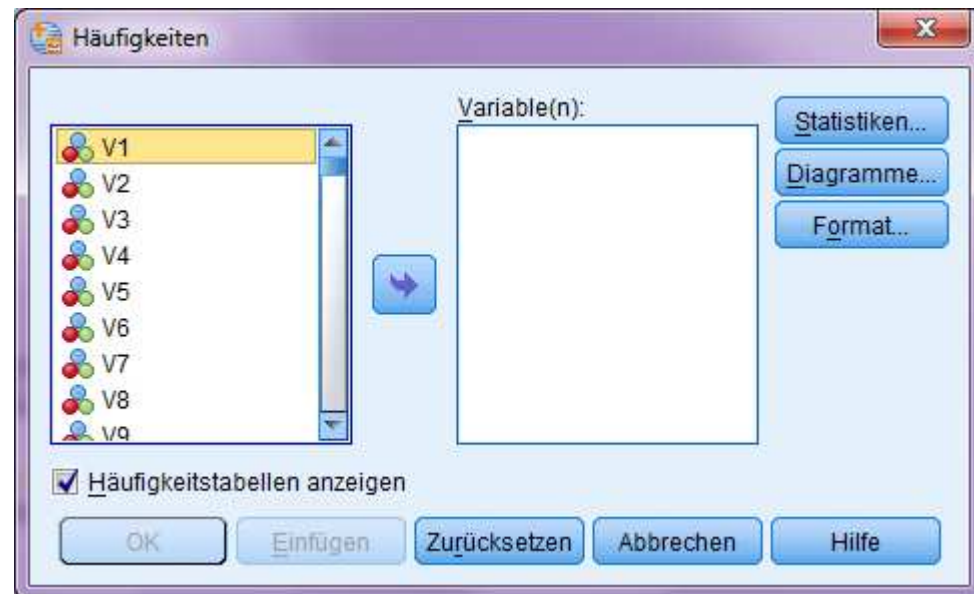 Häufigkeiten
Variable(n):
V1
V2
V3
V4
V5
V6
V7
V8
V9
Statistiken...
Diagramme...
Format...
Häufigkeitstabellen anzeigen
OK
Einfügen
Zurücksetzen
Abbrechen
Hilfe